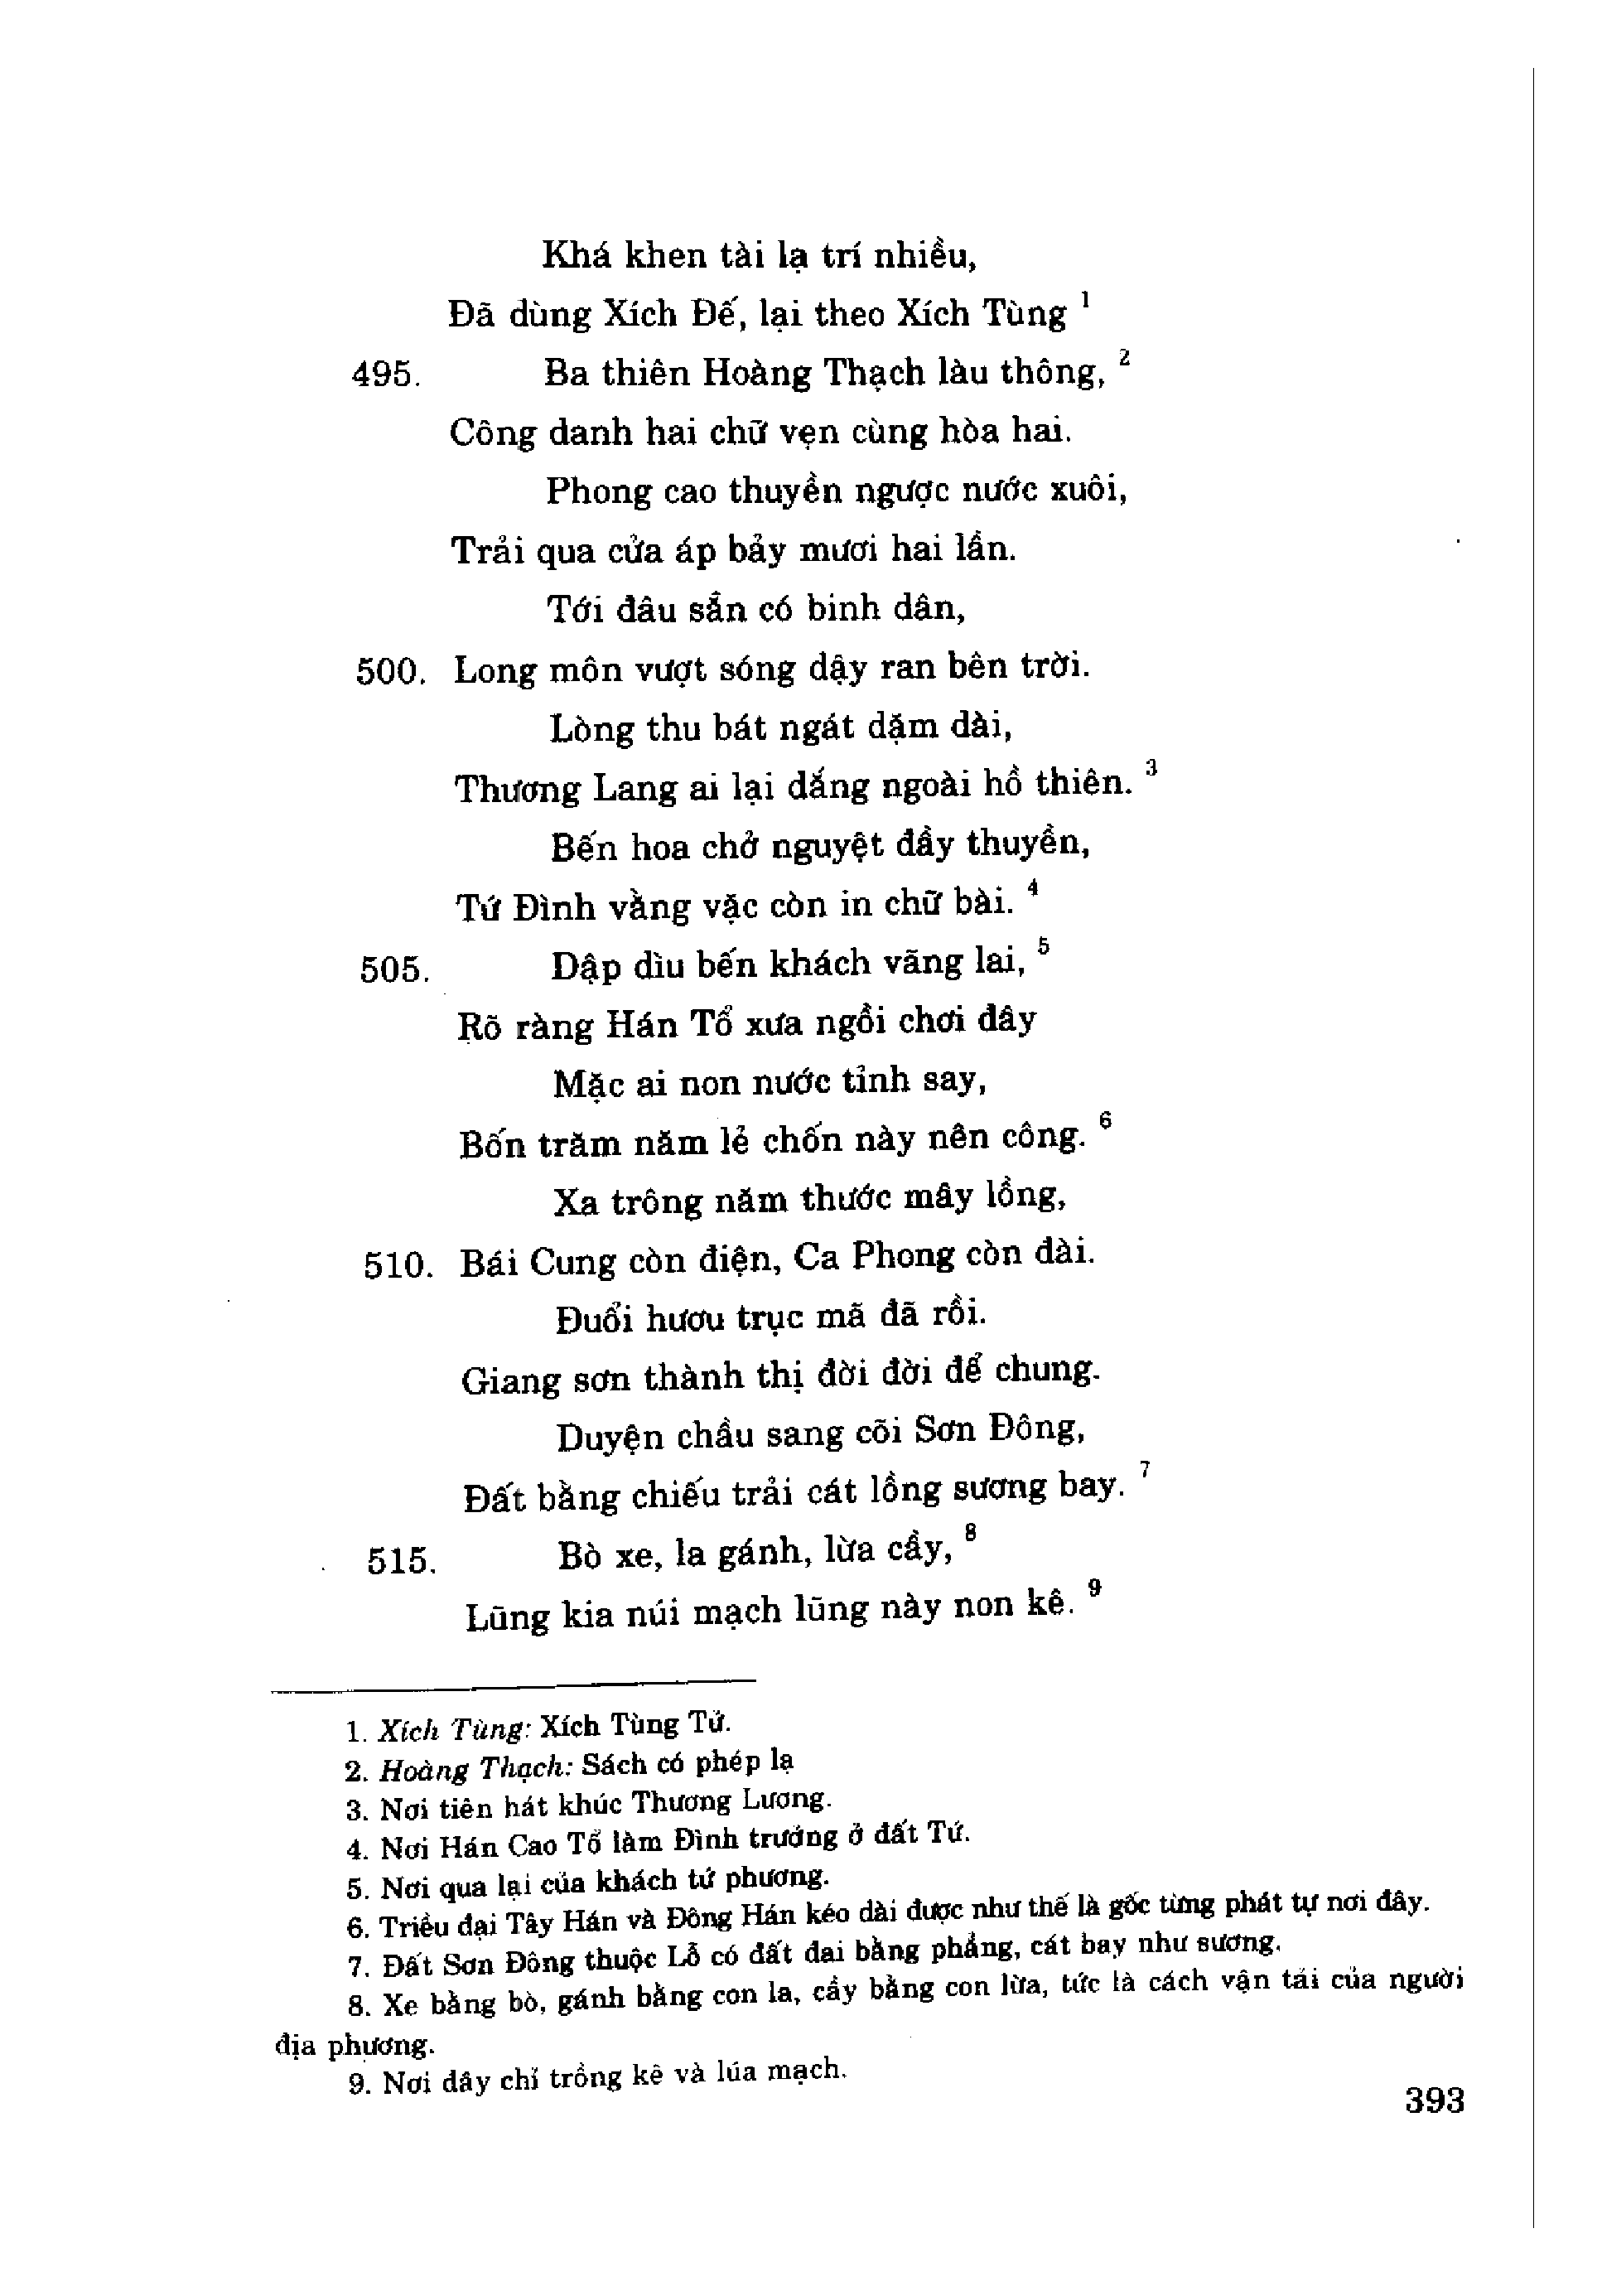 Khá khen tài lạ trí nhiều,
Đã dùng Xích Đế, lại theo Xích Tùng 1
495. Ba thiên Hoàng Thạch làu thông, 2
Công danh hai chữ vẹn cùng hòa hai.
Phong cao thuyền ngược nước xuôi,
Trải qua cửa áp bảy mươi hai lần.
Tới đâu sẵn có binh dân,
500. Long môn vượt sóng dậy ran bên trời.
Lòng thu bát ngát dặm dài,
Thương Lang ai lại dắng ngoài hồ thiên. 3
Bến hoa chở nguyệt đầy thuyền,
Tứ Đình vằng vặc còn in chữ bài. 4
505. Dập dìu bến khách vãng lai, 5
Rõ ràng Hán Tổ xưa ngồi chơi đây
Mặc ai non nước tỉnh say,
Bốn trăm năm lẻ chốn này nên công. 6
Xa trông năm thước mây lồng,
510. Bái Cung còn điện, Ca Phong còn đài.
Đuổi hươu trục mã đã rồi.
Giang sơn thành thị đời đời để chung.
Duyện chầu sang cõi Sơn Đông,
Đất bằng chiếu trải cát lồng sương bay. 7
515. Bò xe, la gánh, lừa cầy, 8
Lũng kia núi mạch lũng này non kê. 9
1. Xích Tùng: Xích Tùng Tử.
2. Hoàng Thạch: Sách có phép lạ
3. Nơi tiên hát khúc Thương Lương.
4. Nơi Hán Cao Tổ làm Đình trưởng ở đất Tứ.
5. Nơi qua lại của khách tứ phương.
6. Triều đại Tây Hán và Đông Hán kéo dài được như thế là gốc từng phát tự nơi đây.
7. Đất Sơn Đông thuộc Lỗ có đất đai bằng phẳng, cát bay như sương.
8. Xe bằng bò, gánh bằng con la, cầy bằng con lừa, tức là cách vận tải của người
địa phương.
9. Nơi đây chỉ trồng kê và lúa mạch.
393